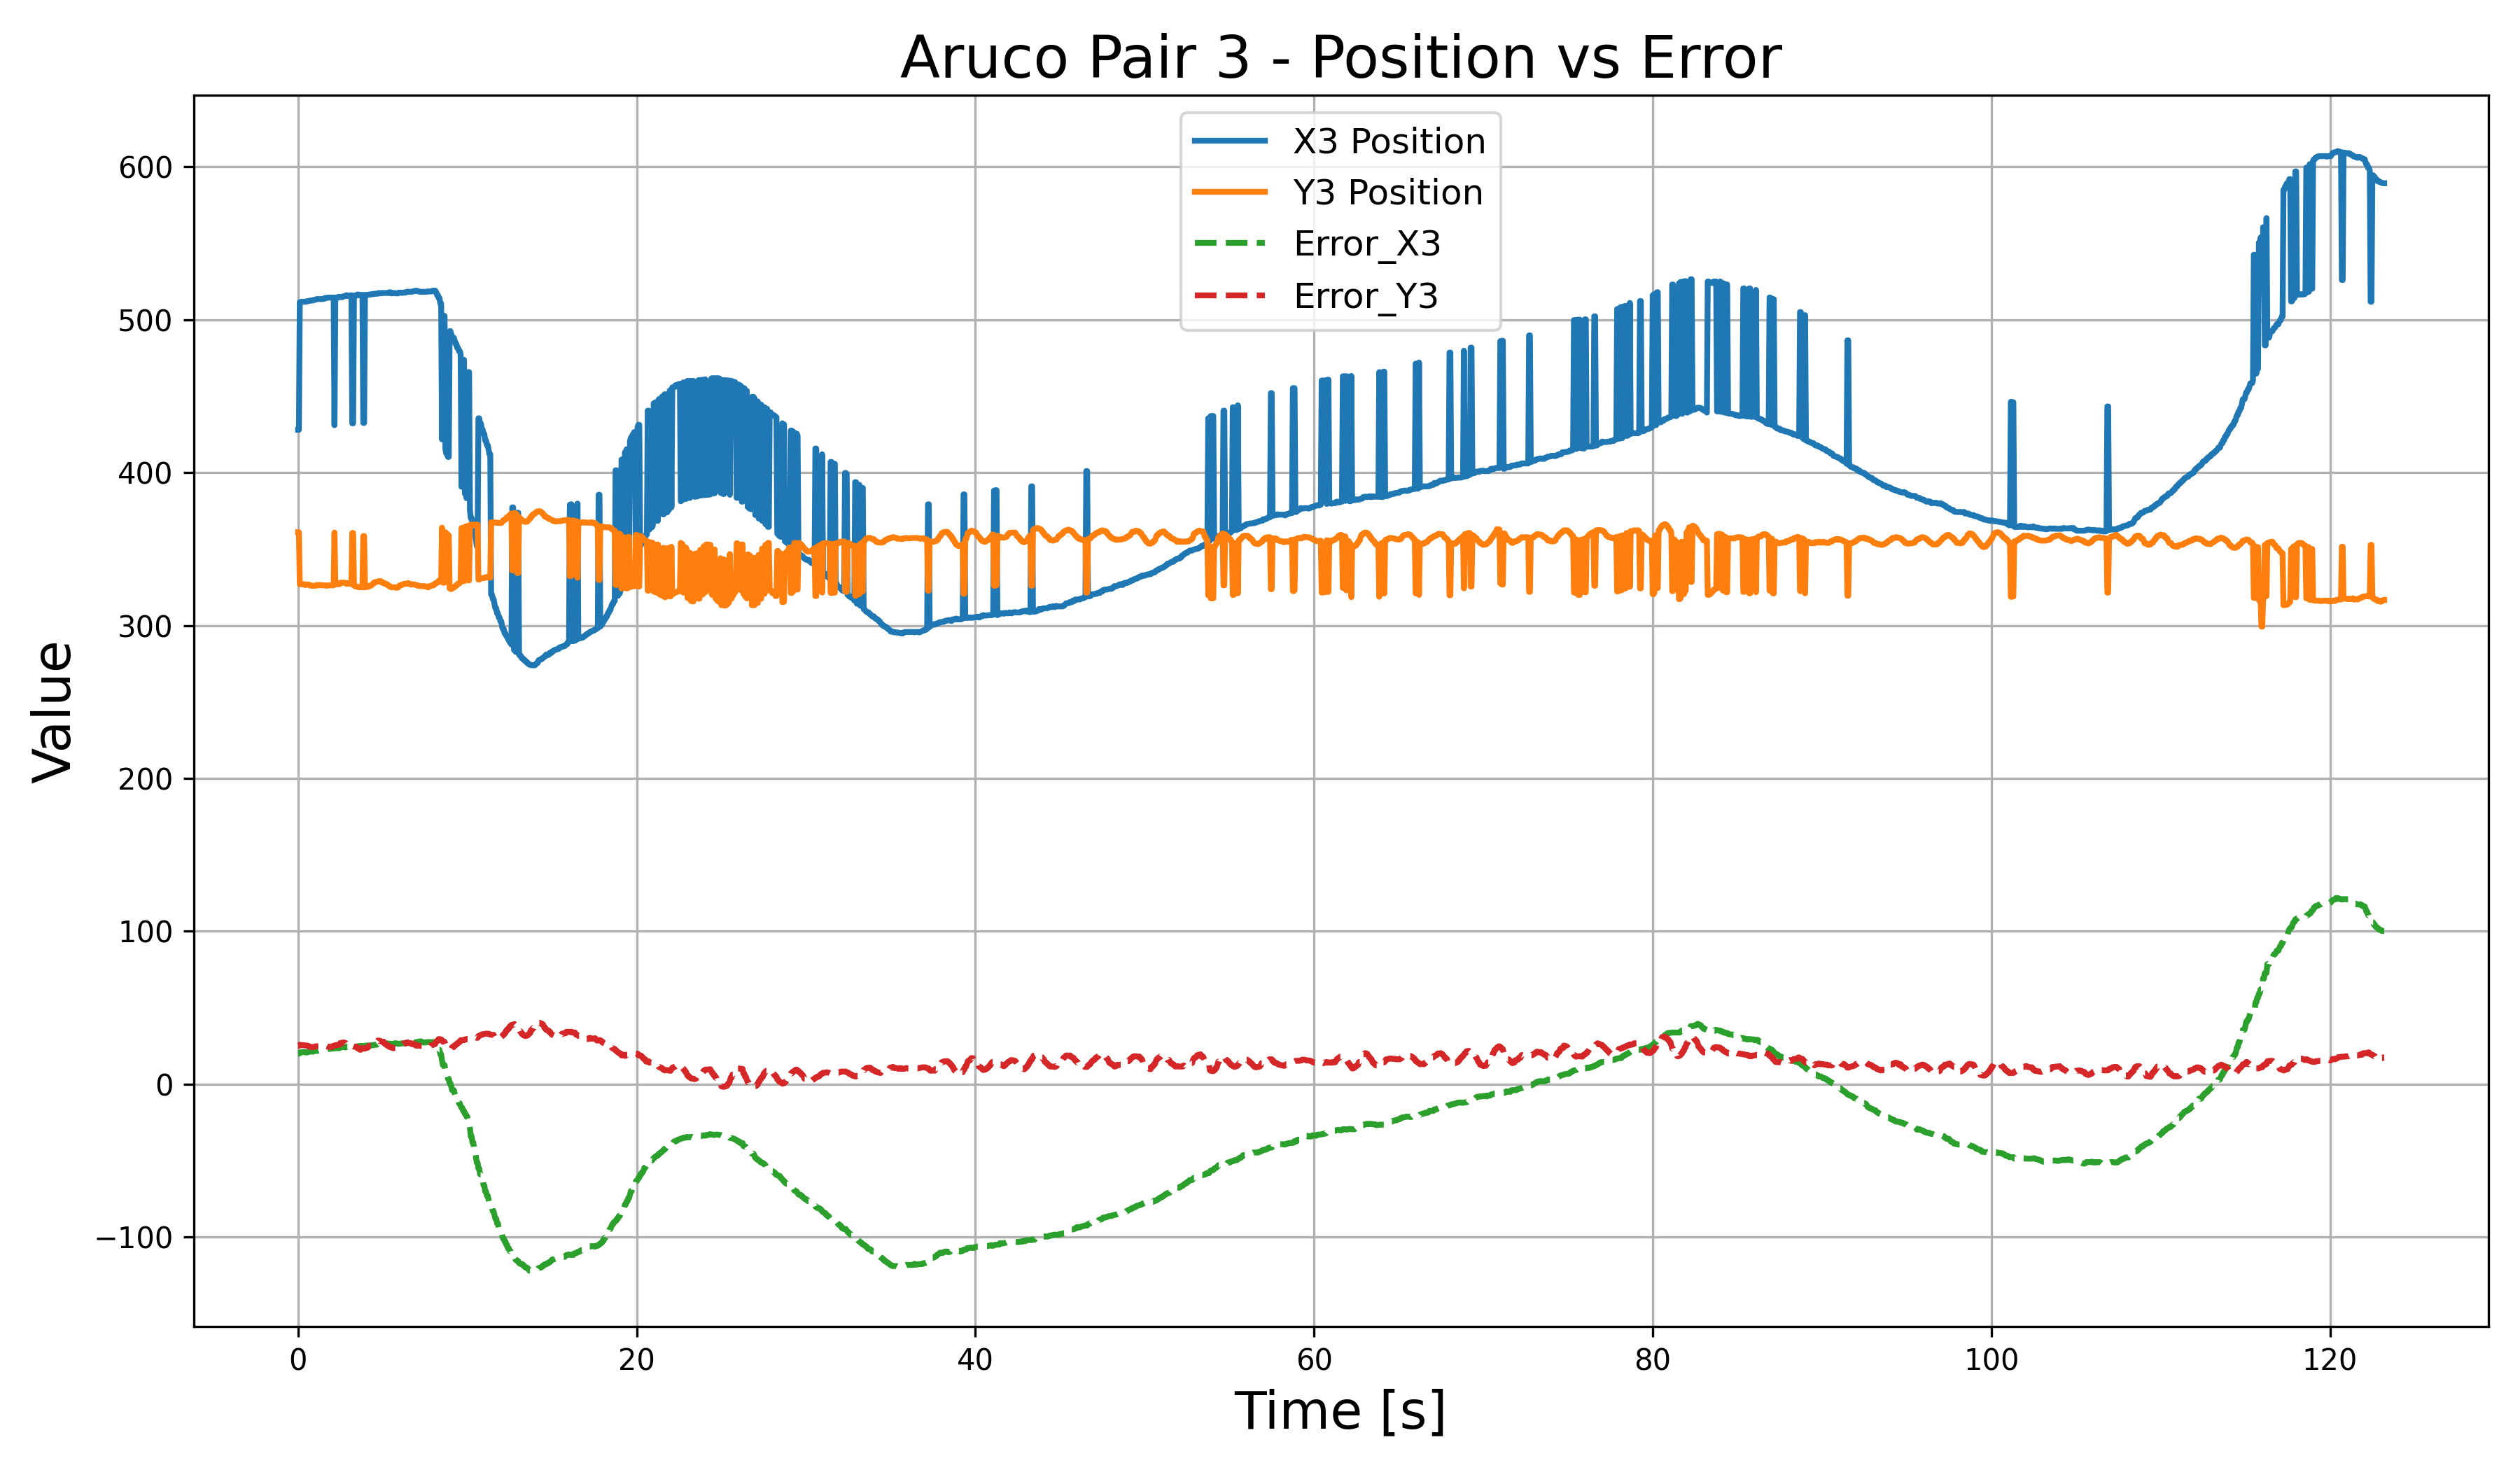 Aruco Pair 3 - Position vs Error
X3 Position
Y3 Position
Error_X3
Error_Y3
Value
600
500
400
300
200
100
0
−100
0 20 40 60 80 100 120
Time [s]